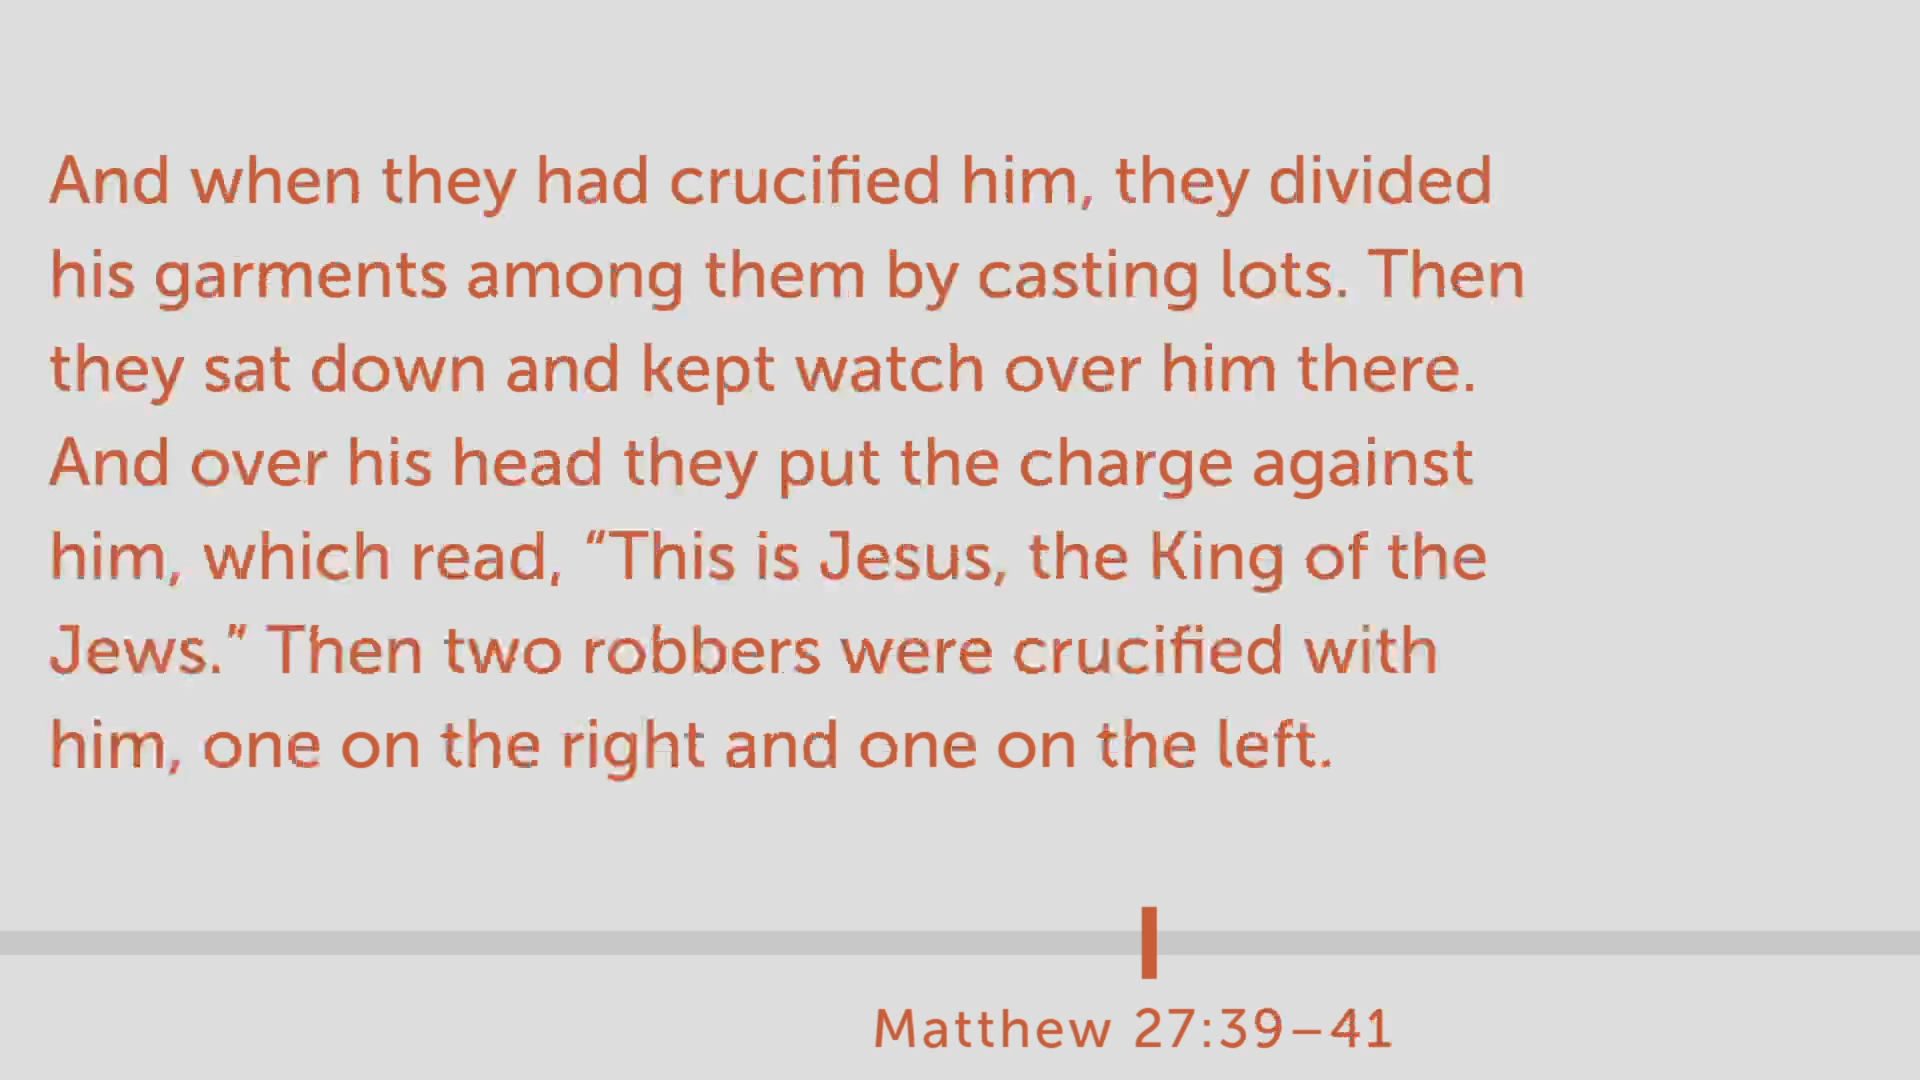 And when they had crucified him, they divided
his garments among them by casting lots. Then
they sat down and kept watch over him there.
And over his head they put the charge against
him, which read, “This is Jesus, the King of the
Jews.” Then two robbers were crucified with
him, one on the right and one on the left.
Matthew 27:39–41